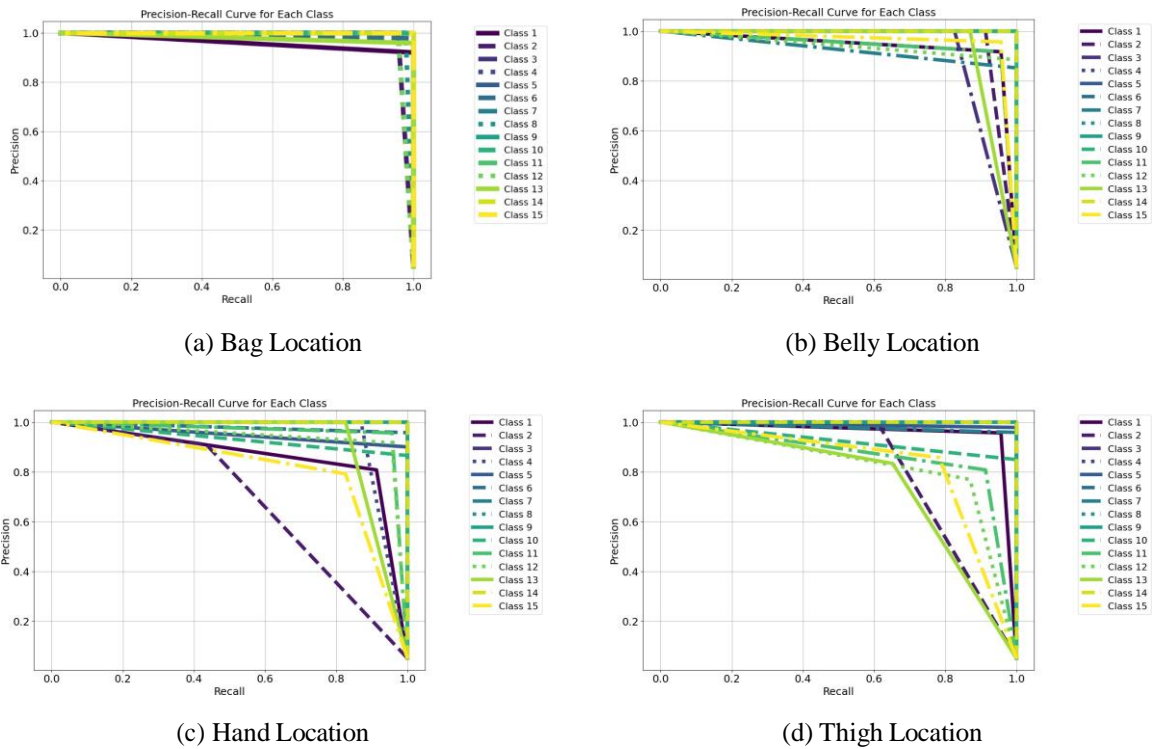 Precision-Recall Curve for Each Class
1.0
0.8
0.6
0.4
0.2
Precision
0.0 0.2 0.4 0.6 0.8 1.0
Recall
Class 1
Class 2
Class 3
Class 4
Class 5
Class 6
Class 7
Class 8
Class 9
Class 10
Class 11
Class 12
Class 13
Class 14
Class 15
(a) Bag Location
Precision-Recall Curve for Each Class
1.0
0.8
0.6
0.4
0.2
Precision
0.0 0.2 0.4 0.6 0.8 1.0
Recall
Class 1
Class 2
Class 3
Class 4
Class 5
Class 6
Class 7
Class 8
Class 9
Class 10
Class 11
Class 12
Class 13
Class 14
Class 15
(b) Belly Location
Precision-Recall Curve for Each Class
1.0
0.8
0.6
0.4
0.2
Precision
0.0 0.2 0.4 0.6 0.8 1.0
Recall
Class 1
Class 2
Class 3
Class 4
Class 5
Class 6
Class 7
Class 8
Class 9
Class 10
Class 11
Class 12
Class 13
Class 14
Class 15
(c) Hand Location
Precision-Recall Curve for Each Class
1.0
0.8
0.6
0.4
0.2
Precision
0.0 0.2 0.4 0.6 0.8 1.0
Recall
Class 1
Class 2
Class 3
Class 4
Class 5
Class 6
Class 7
Class 8
Class 9
Class 10
Class 11
Class 12
Class 13
Class 14
Class 15
(d) Thigh Location